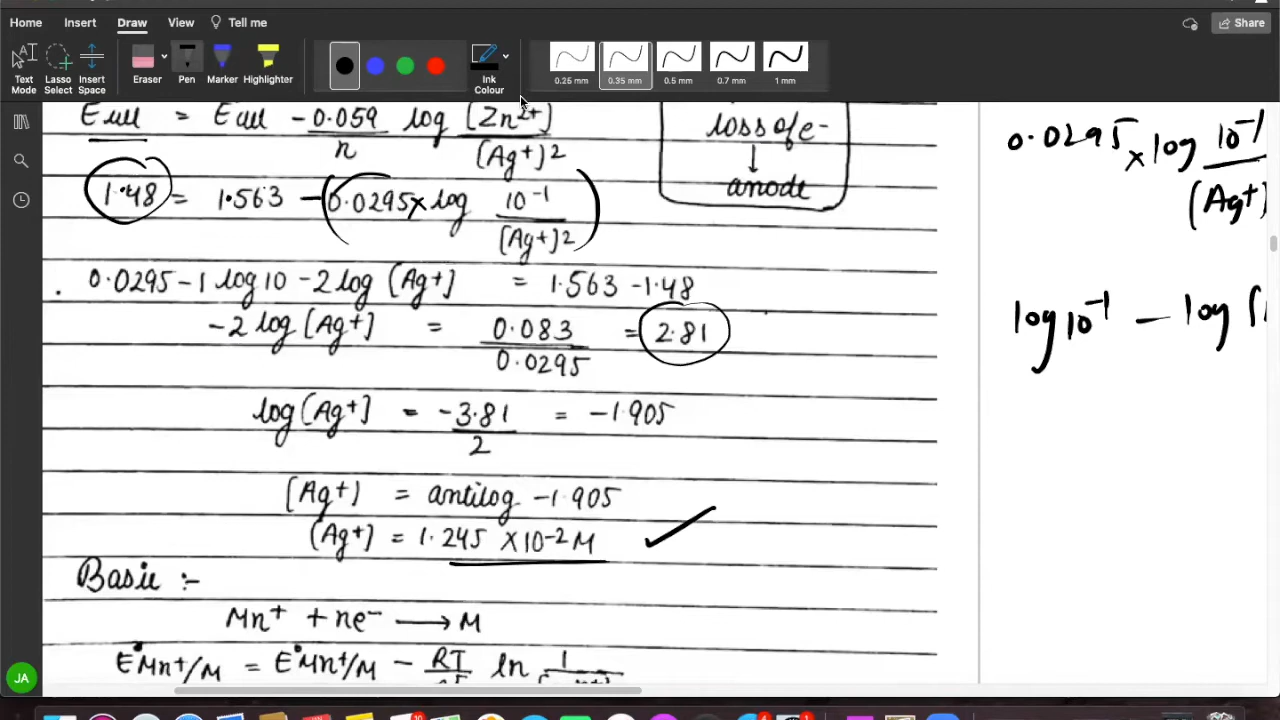 Home Insert Draw View Tell me
Share
Text Mode
Lasso Select
Insert Space
Eraser
Pen
Marker
Highlighter
Ink Colour
0.25 mm
0.35 mm
0.5 mm
0.7 mm
1 mm
Ecell = Ecell - 0.059/n log [Zn2+]/(Ag+)2
1.48 = 1.563 - (0.0295 x log 10-1/(Ag+]2)
loss of e-
↓
anode
0.0295 x log 10-1/(Ag+)
. 0.0295 - 1 log 10 - 2 log (Ag+] = 1.563 - 1.48
-2 log (Ag+] = 0.083/0.0295 = 2.81
log 10-1 - log
log (Ag+] = -3.81/2 = -1.905
(Ag+) = antilog -1.905
(Ag+) = 1.245 x 10-2 M
Basic :-
Mn+ + ne- → M
E°Mn+/M = E°Mn+/M - RT ln 1
JA